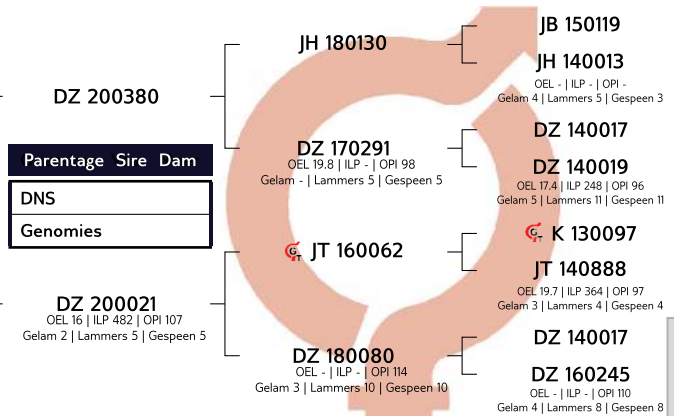 JB 150119
JH 180130
JH 140013
OEL - | ILP - | OPI -
Gelam 4 | Lammers 5 | Gespeen 3
DZ 200380
DZ 170291
OEL 19.8 | ILP - | OPI 98
Gelam - | Lammers 5 | Gespeen 5
DZ 140017
DZ 140019
OEL 17.4 | ILP 248 | OPI 96
Gelam 5 | Lammers 11 | Gespeen 11
Parentage Sire Dam
DNS
Genomies
GT JT 160062
GT K 130097
JT 140888
OEL 19.7 | ILP 364 | OPI 97
Gelam 3 | Lammers 4 | Gespeen 4
DZ 200021
OEL 16 | ILP 482 | OPI 107
Gelam 2 | Lammers 5 | Gespeen 5
DZ 180080
OEL - | ILP - | OPI 114
Gelam 3 | Lammers 10 | Gespeen 10
DZ 140017
DZ 160245
OEL - | ILP - | OPI 110
Gelam 4 | Lammers 8 | Gespeen 8